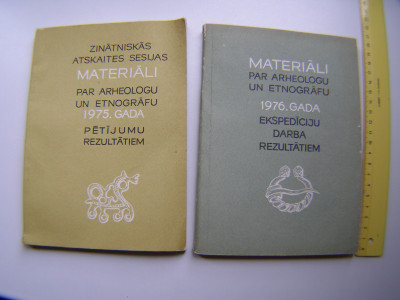 ZINĀTNISKĀS
ATSKAITES SESIJAS
MATERIĀLI
PAR ARHEOLOGU
UN ETNOGRĀFU
1975. GADA
PĒTĪJUMU
REZULTĀTIEM
MATERIĀLI
PAR ARHEOLOGU
UN ETNOGRĀFU
1976. GADA
EKSPEDĪCIJU
DARBA
REZULTĀTIEM